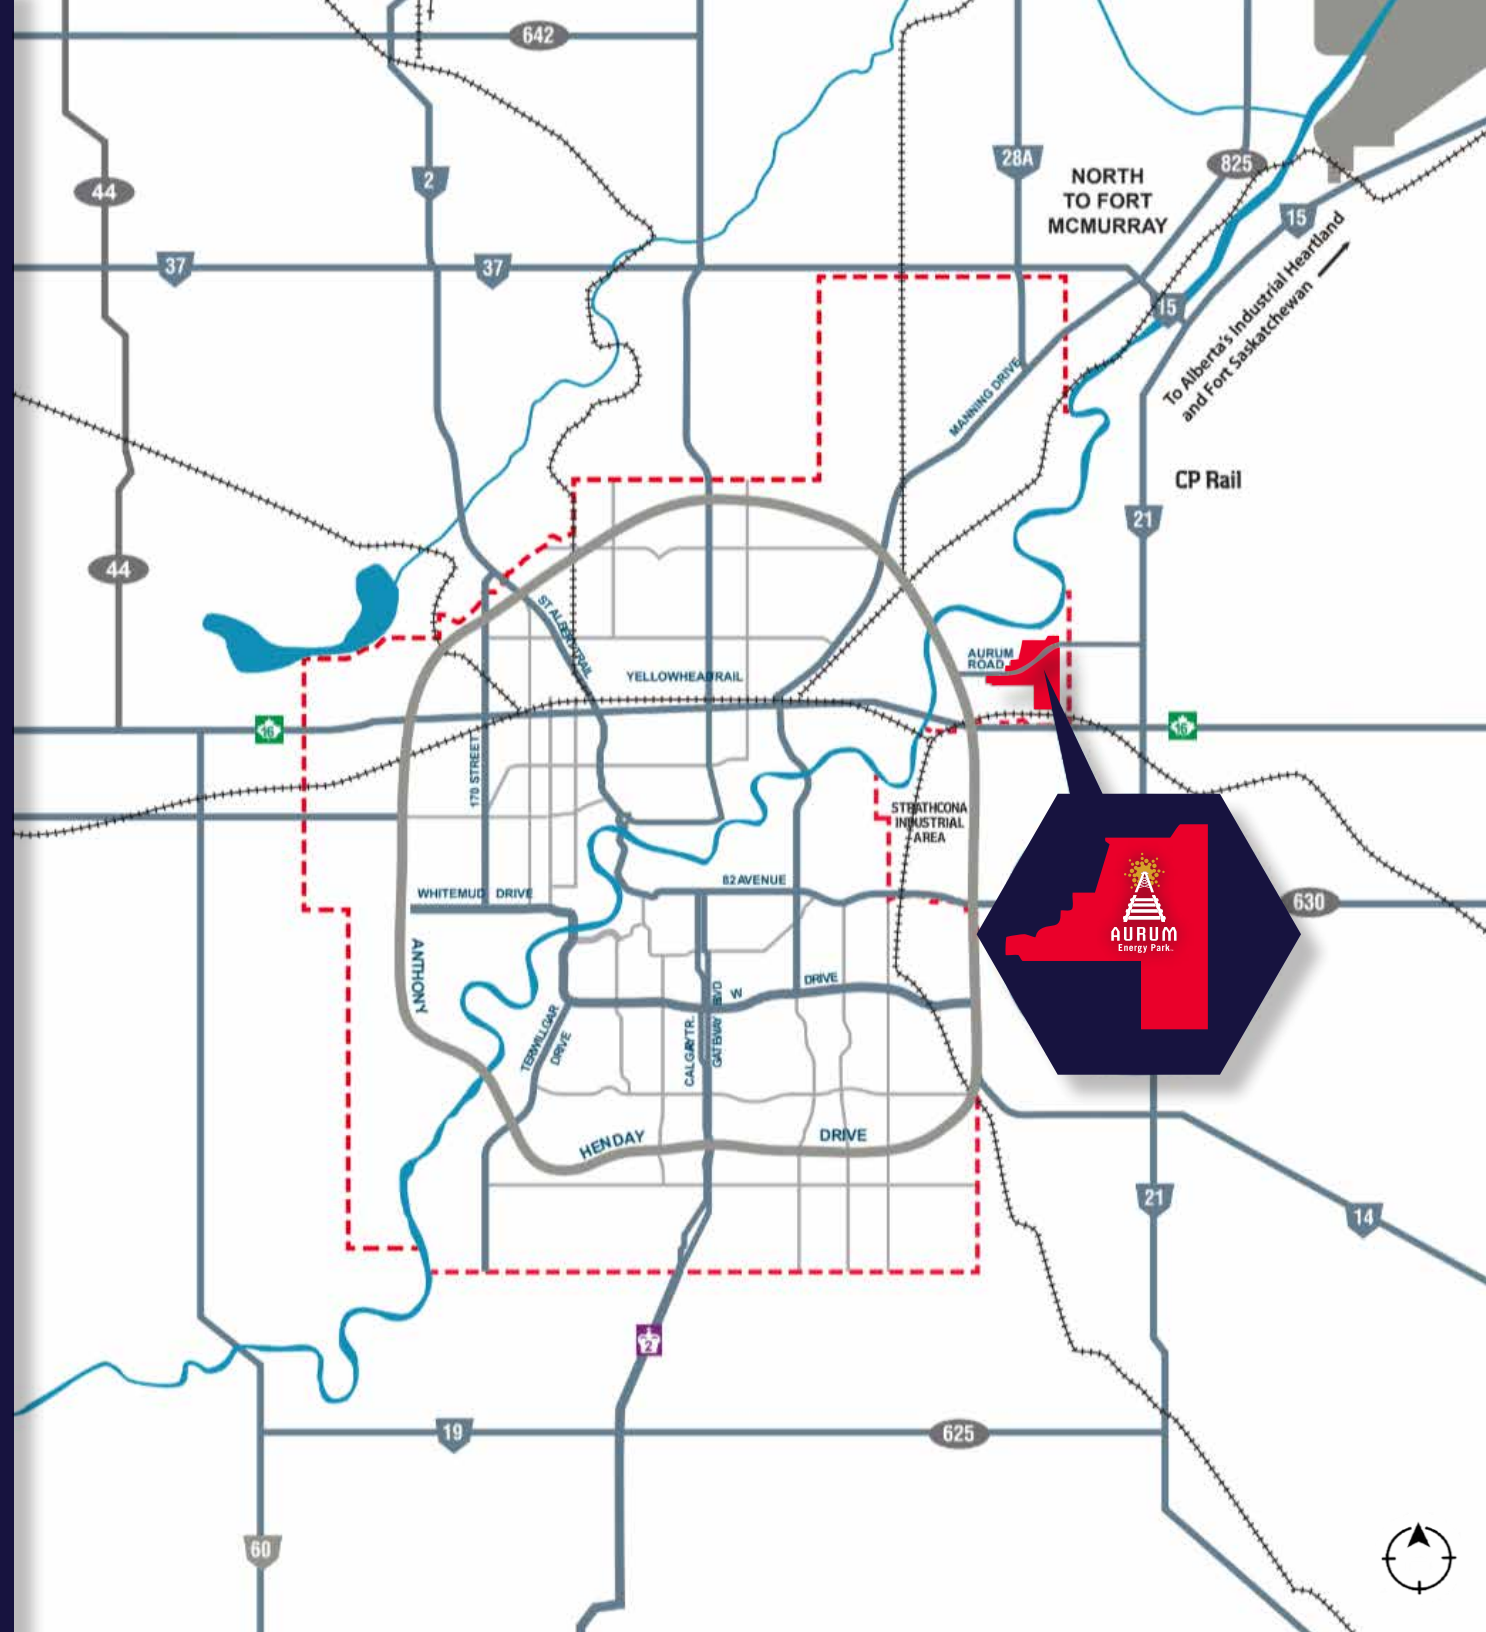 642
44
2
28A
825
NORTH
TO FORT
MCMURRAY
15
37
37
15
To Alberta's Industrial Heartland
and Fort Saskatchewan
MANNING DRIVE
CP Rail
21
44
ST ALBERT TRAIL
AURUM
ROAD
YELLOWHEAD
RAIL
16
16
170 STREET
STRATHCONA
INDUSTRIAL
AREA
82 AVENUE
WHITEMUD DRIVE
630
AURUM
Energy Park
ANTHONY
W
DRIVE
TERWILLGAR
DRIVE
CALGARY TR.
GATEWAY BLVD
HENDAY
DRIVE
21
14
2
19
625
60